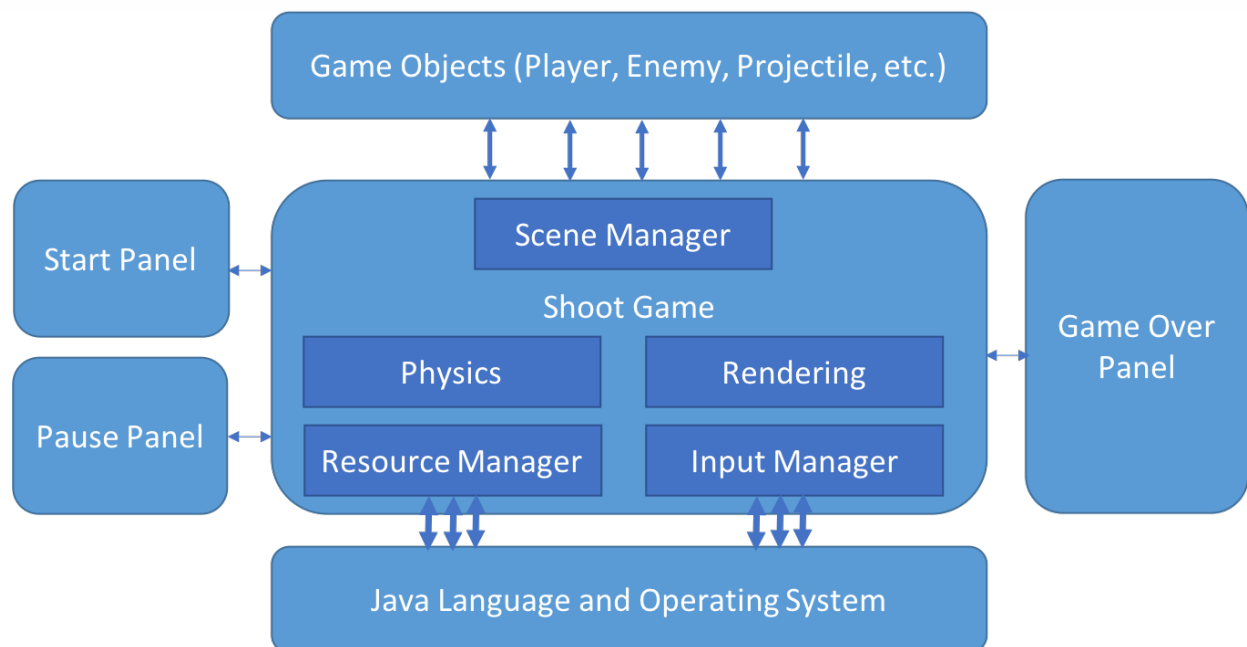 Game Objects (Player, Enemy, Projectile, etc.)
Start Panel
Scene Manager
Shoot Game
Game Over
Panel
Physics
Rendering
Pause Panel
Resource Manager
Input Manager
Java Language and Operating System